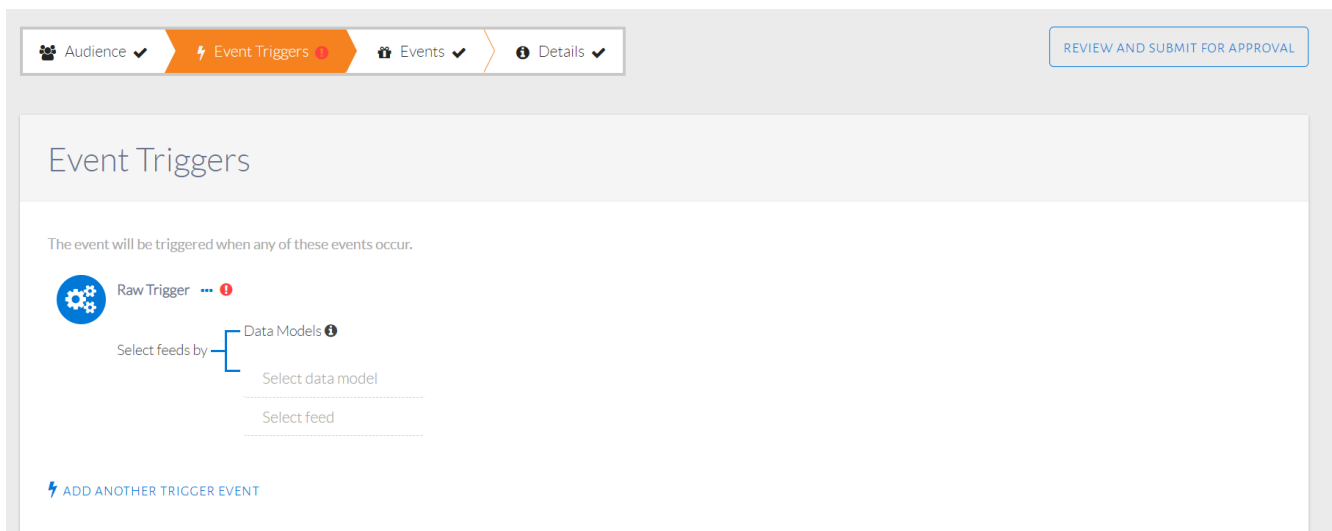 Audience
Event Triggers
Events
Details
REVIEW AND SUBMIT FOR APPROVAL
Event Triggers
The event will be triggered when any of these events occur.
Raw Trigger ...
Data Models
Select feeds by
Select data model
Select feed
ADD ANOTHER TRIGGER EVENT